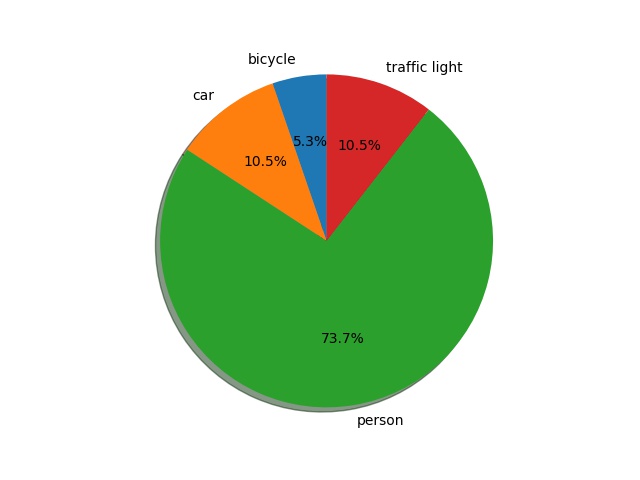 bicycle
traffic light
car
5.3%
10.5%
10.5%
73.7%
person